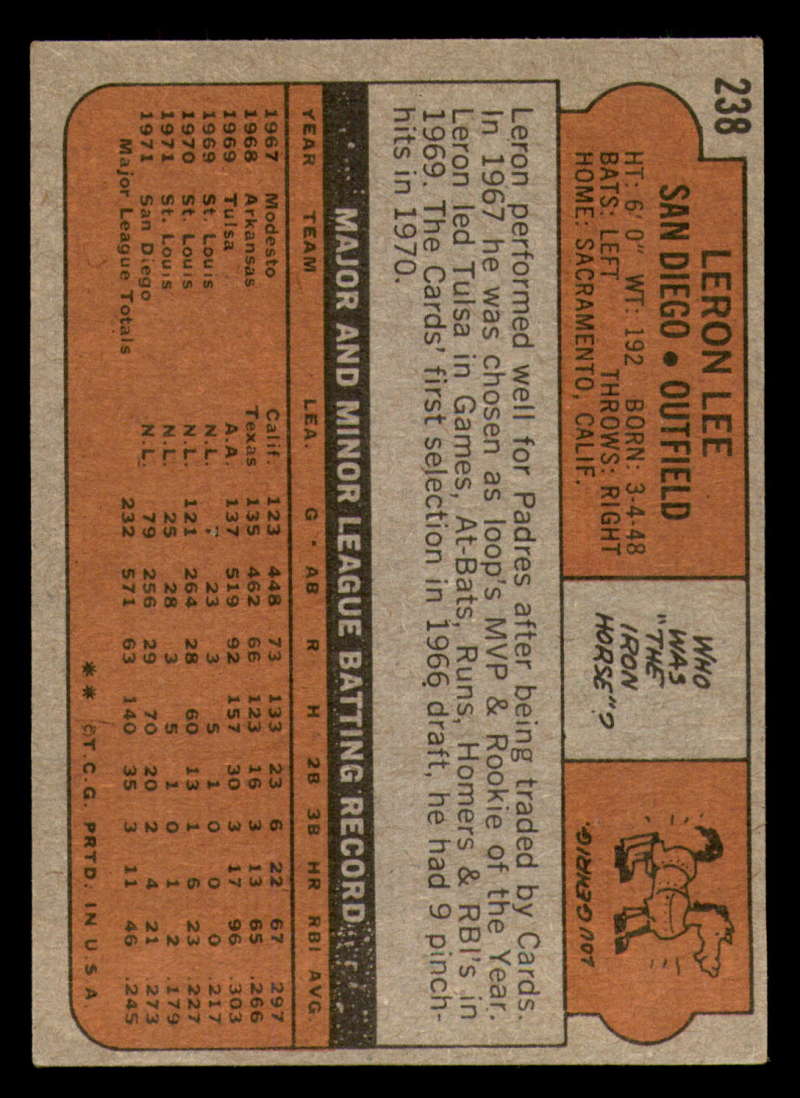 238
LERON LEE
SAN DIEGO • OUTFIELD
HT: 6' 0" WT: 192 BORN: 3-4-48
BATS: LEFT THROWS: RIGHT
HOME: SACRAMENTO, CALIF.
WHO
WAS
"THE
IRON
HORSE"?
LOU GEHRIG.
Leron performed well for Padres after being traded by Cards.
In 1967 he was chosen as loop's MVP & Rookie of the Year.
Leron led Tulsa in Games, At-Bats, Runs, Homers & RBI's in
1969. The Cards' first selection in 1966 draft, he had 9 pinch-
hits in 1970.
MAJOR AND MINOR LEAGUE BATTING RECORD
YEAR TEAM LEA. G AB R H 2B 3B HR RBI AVG.
1967 Modesto Calif. 123 448 73 133 23 6 22 67 .297
1968 Arkansas Texas 135 462 66 123 16 3 13 65 .266
1969 Tulsa A.A. 137 519 92 157 30 3 17 96 .303
1969 St. Louis N.L. 7 23 3 5 1 0 0 0 .217
1970 St. Louis N.L. 121 264 28 60 13 1 6 23 .227
1971 St. Louis N.L. 25 28 3 5 1 0 1 2 .179
1971 San Diego N.L. 79 256 29 70 20 2 4 21 .273
Major League Totals 232 571 63 140 35 3 11 46 .245
** ©T.C.G. PRTD. IN U.S.A.